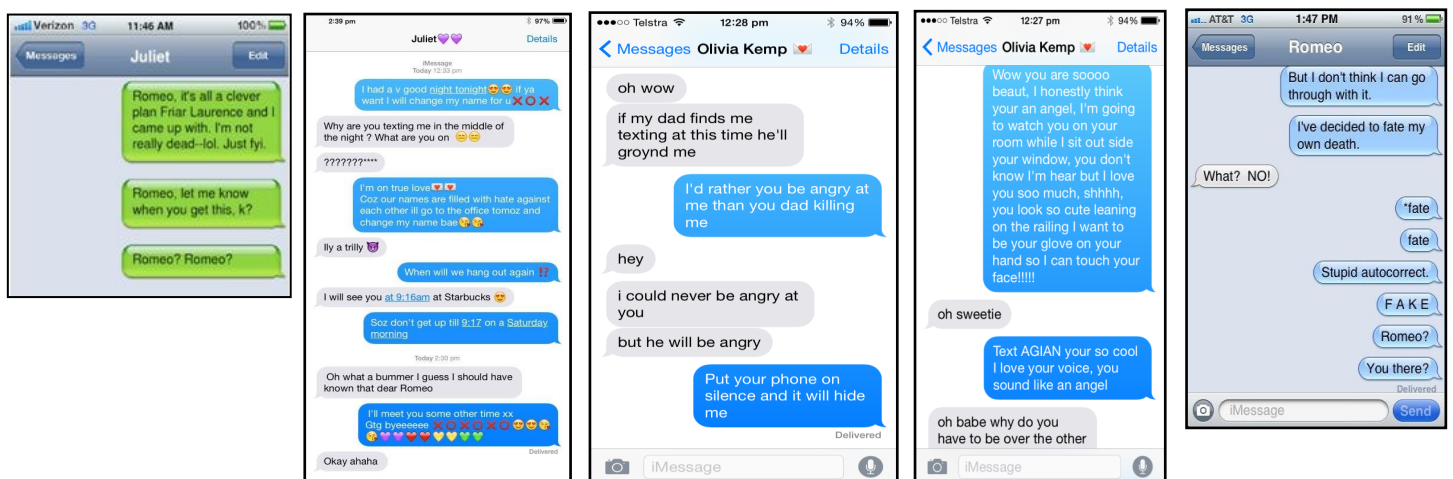 Verizon 3G 11:46 AM 100%
Messages Juliet Edit
Romeo, it's all a clever
plan Friar Laurence and I
came up with. I'm not
really dead--lol. Just fyi.
Romeo, let me know
when you get this, k?
Romeo? Romeo?
2:39 pm 97%
Juliet💜💜 Details
iMessage
Today 12:33 pm
I had a v good night tonight😍😍 if ya
want I will change my name for u❌⭕❌
Why are you texting me in the middle of
the night ? What are you on 😑😑
???????****
I'm on true love💌💌
Coz our names are filled with hate against
each other ill go to the office tomoz and
change my name bae😘😘
Ily a trilly 😈
When will we hang out again ⁉️
I will see you at 9:16am at Starbucks 😍
Soz don't get up till 9:17 on a Saturday
morning
Today 2:30 pm
Oh what a bummer I guess I should have
known that dear Romeo
I'll meet you some other time xx
Gtg byeeeeee ❌⭕❌⭕❌⭕😍😍😘
😘💜💜❤️❤️💛💛💚💚
Delivered
Okay ahaha
Telstra 12:28 pm 94%
Messages Olivia Kemp 💌 Details
oh wow
if my dad finds me
texting at this time he'll
groynd me
I'd rather you be angry at
me than you dad killing
me
hey
i could never be angry at
you
but he will be angry
Put your phone on
silence and it will hide
me
Delivered
iMessage
Telstra 12:27 pm 94%
Messages Olivia Kemp 💌 Details
Wow you are soooo
beaut, I honestly think
your an angel, I'm going
to watch you on your
room while I sit out side
your window, you don't
know I'm hear but I love
you soo much, shhhh,
you look so cute leaning
on the railing I want to
be your glove on your
hand so I can touch your
face!!!!!
oh sweetie
Text AGIAN your so cool
I love your voice, you
sound like an angel
oh babe why do you
have to be over the other
iMessage
AT&T 3G 1:47 PM 91%
Messages Romeo Edit
But I don't think I can go
through with it.
I've decided to fate my
own death.
What? NO!
*fate
fate
Stupid autocorrect.
F A K E
Romeo?
You there?
Delivered
iMessage Send